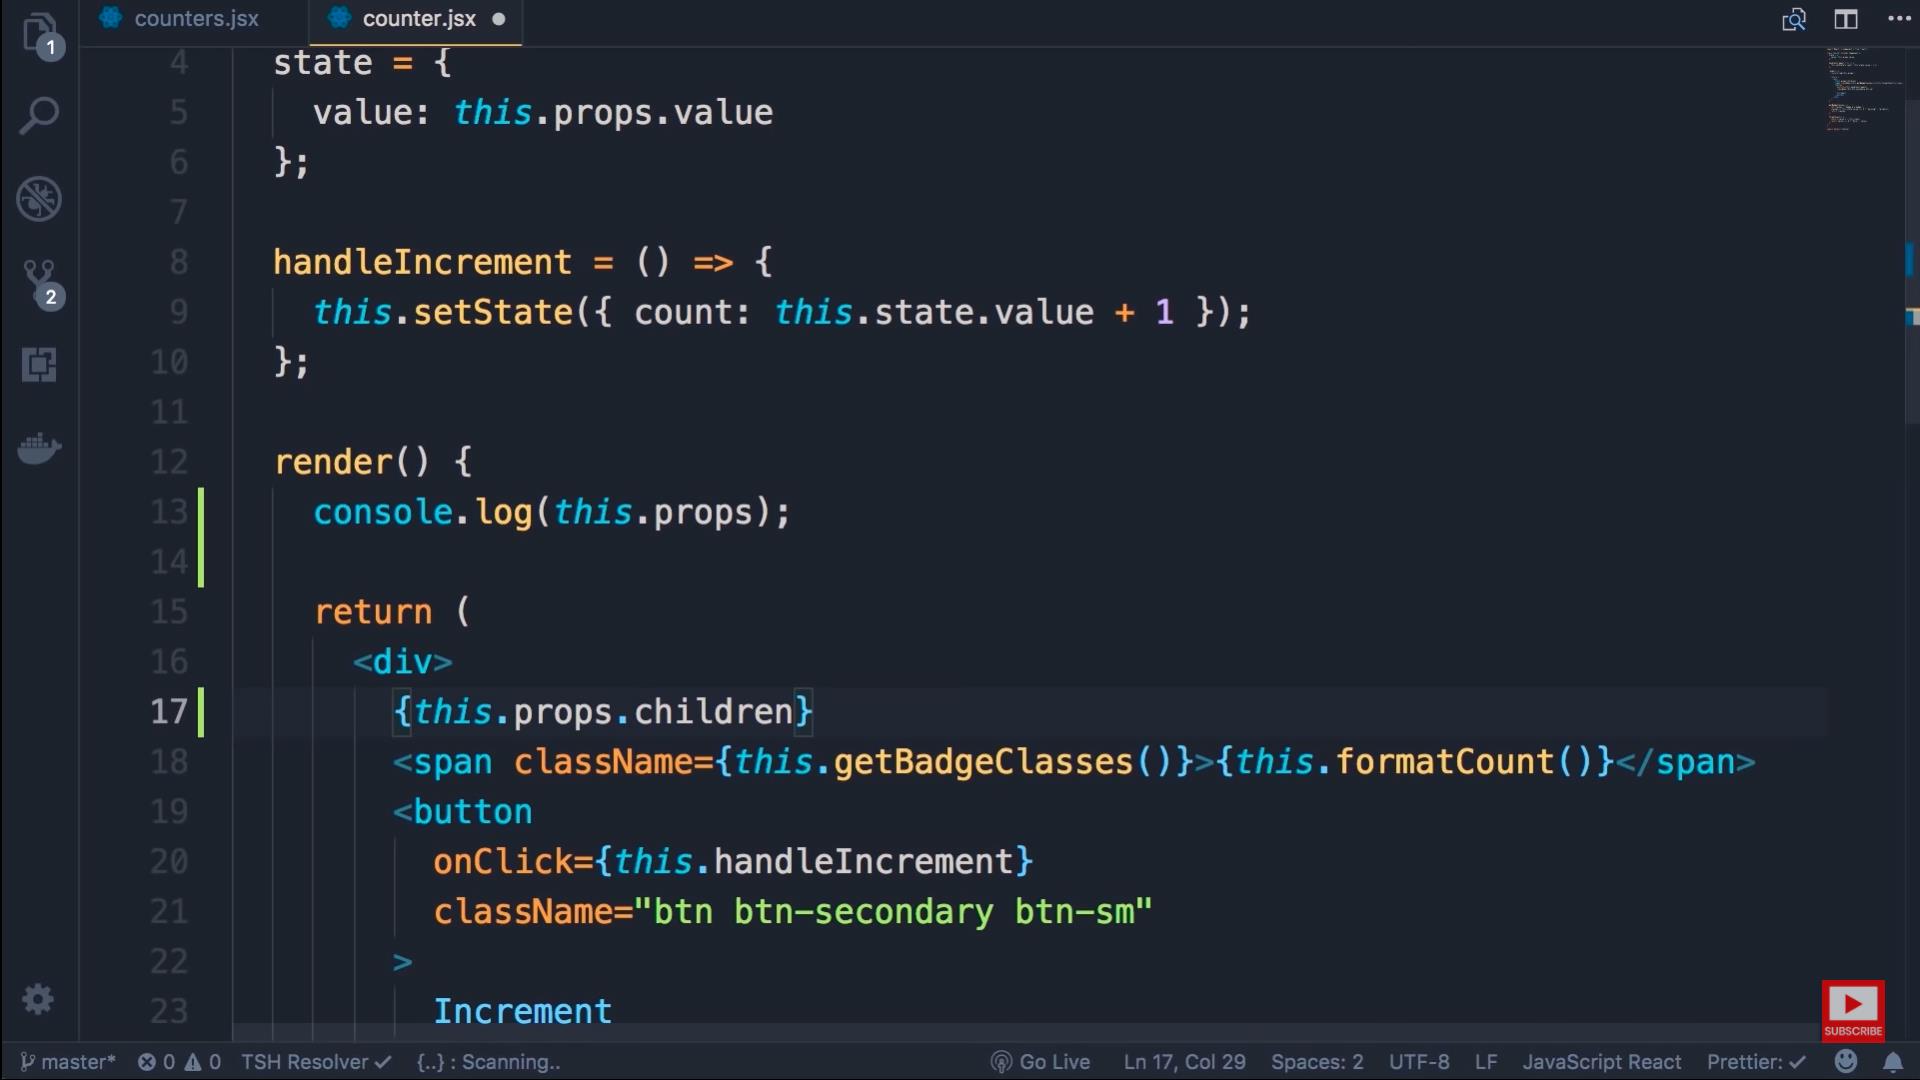 counters.jsx counter.jsx
1
4 state = {
5 value: this.props.value
6 };
7
8 handleIncrement = () => {
9 this.setState({ count: this.state.value + 1 });
10 };
11
12 render() {
13 console.log(this.props);
14
15 return (
16 <div>
17 {this.props.children}
18 <span className={this.getBadgeClasses()}>{this.formatCount()}</span>
19 <button
20 onClick={this.handleIncrement}
21 className="btn btn-secondary btn-sm"
22 >
23 Increment
2
SUBSCRIBE
master* 0 0 TSH Resolver ✓ {..} : Scanning.. Go Live Ln 17, Col 29 Spaces: 2 UTF-8 LF JavaScript React Prettier: ✓